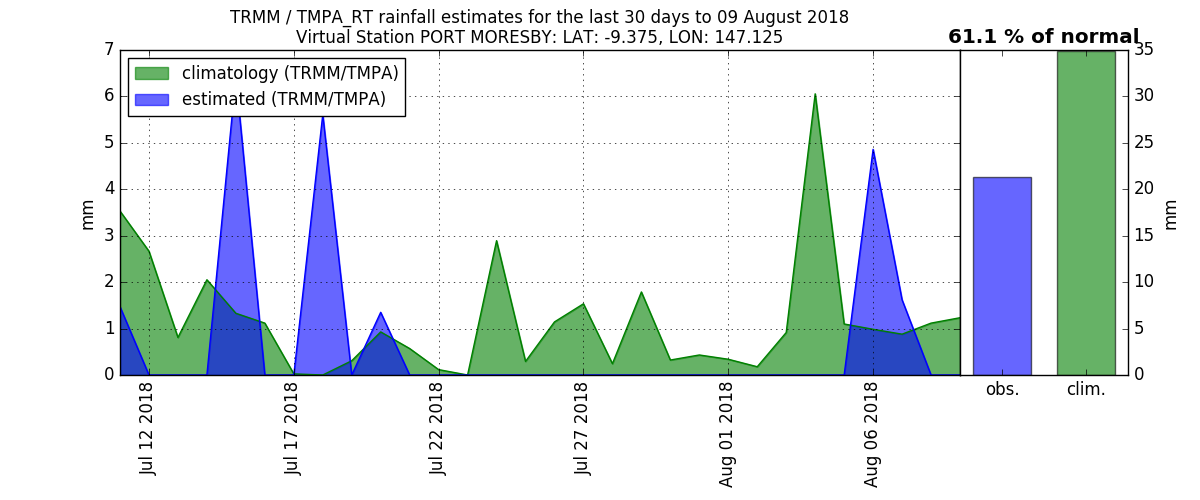 TRMM / TMPA_RT rainfall estimates for the last 30 days to 09 August 2018
Virtual Station PORT MORESBY: LAT: -9.375, LON: 147.125
61.1 % of normal
climatology (TRMM/TMPA)
estimated (TRMM/TMPA)
7
6
5
4
3
2
1
0
mm
Jul 12 2018
Jul 17 2018
Jul 22 2018
Jul 27 2018
Aug 01 2018
Aug 06 2018
obs.
clim.
35
30
25
20
15
10
5
0
mm